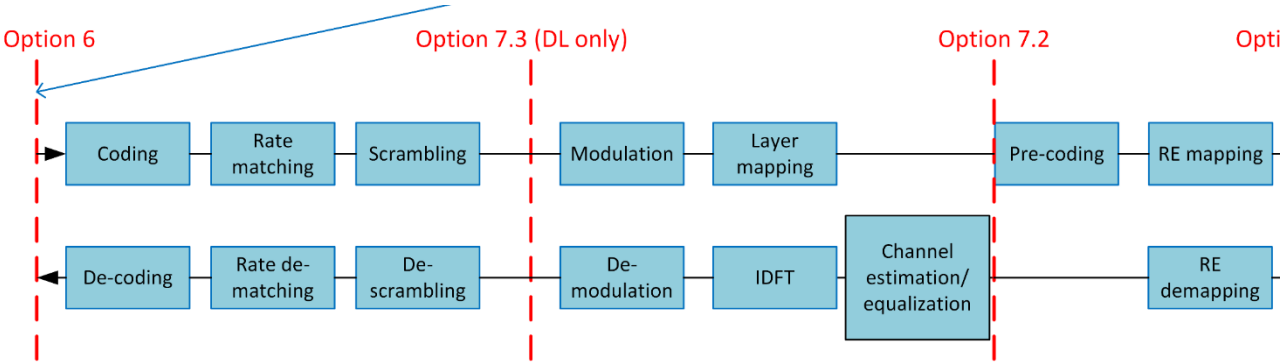 Option 6
Option 7.3 (DL only)
Option 7.2
Opti
Coding
Rate
matching
Scrambling
Modulation
Layer
mapping
Pre-coding
RE mapping
De-coding
Rate de-
matching
De-
scrambling
De-
modulation
IDFT
Channel
estimation/
equalization
RE
demapping